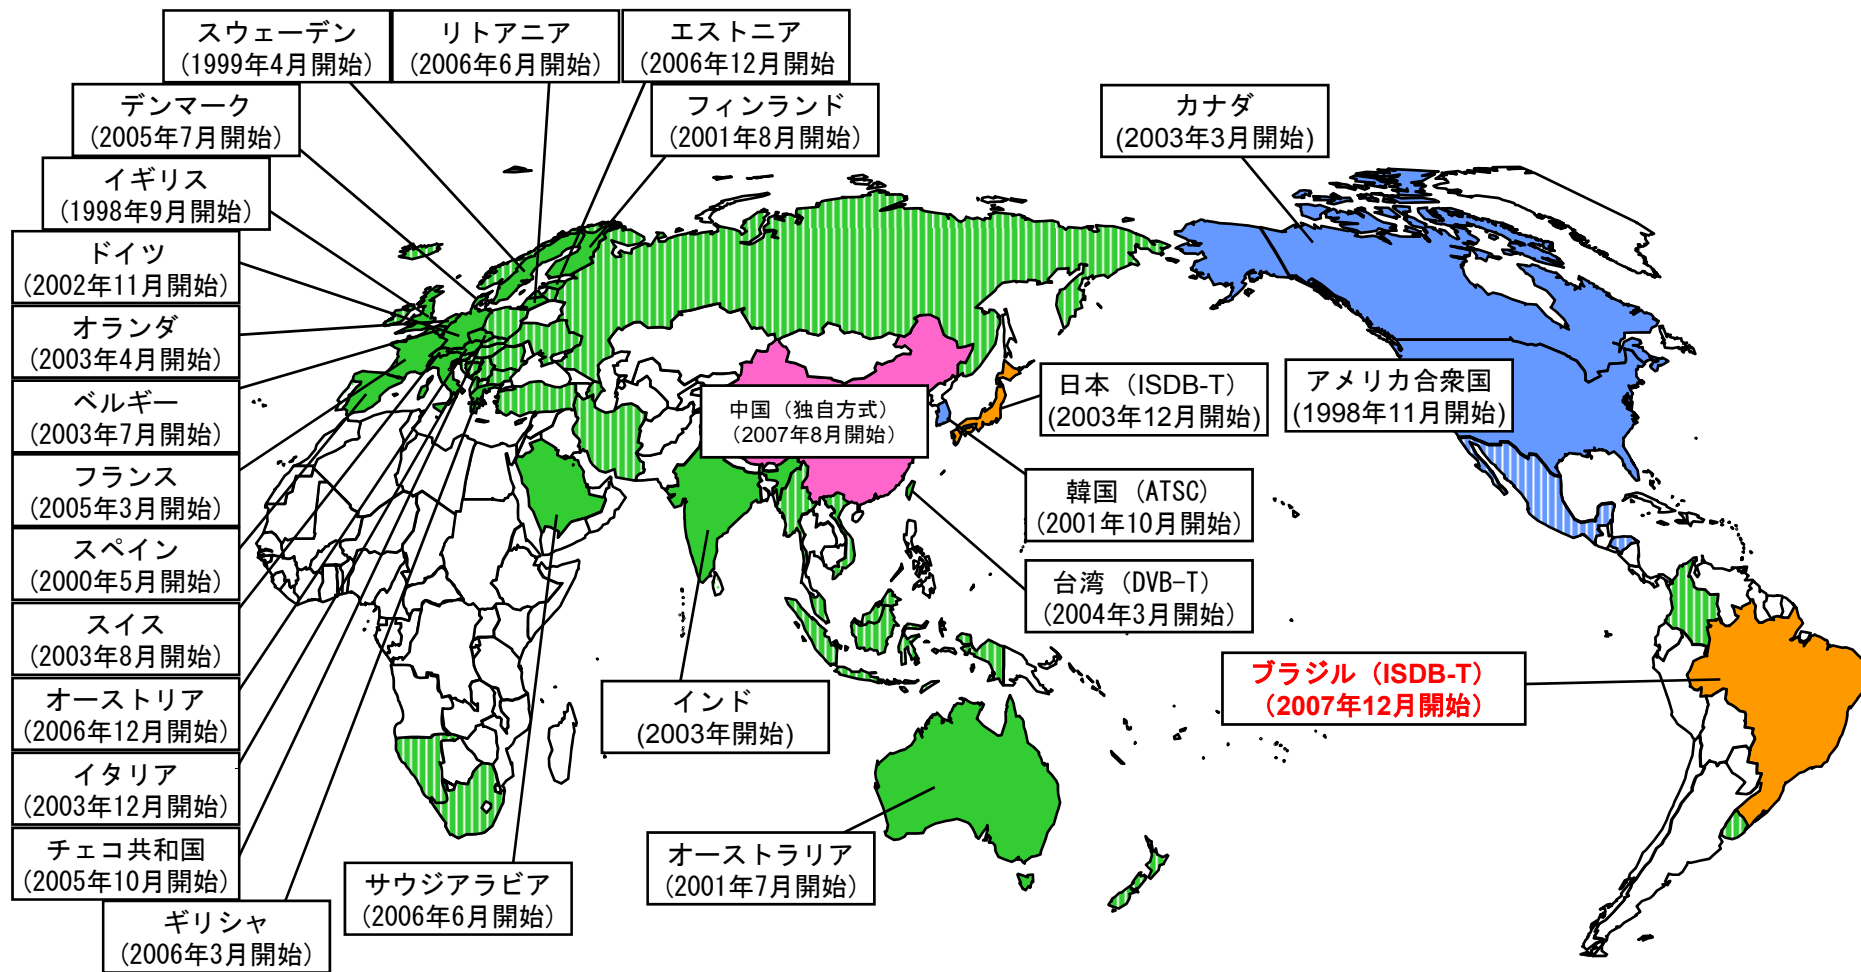 スウェーデン
(1999年4月開始)
リトアニア
(2006年6月開始)
エストニア
(2006年12月開始
デンマーク
(2005年7月開始)
フィンランド
(2001年8月開始)
カナダ
(2003年3月開始)
イギリス
(1998年9月開始)
ドイツ
(2002年11月開始)
オランダ
(2003年4月開始)
ベルギー
(2003年7月開始)
フランス
(2005年3月開始)
スペイン
(2000年5月開始)
スイス
(2003年8月開始)
オーストリア
(2006年12月開始)
イタリア
(2003年12月開始)
チェコ共和国
(2005年10月開始)
ギリシャ
(2006年3月開始)
サウジアラビア
(2006年6月開始)
中国(独自方式)
(2007年8月開始)
日本(ISDB-T)
(2003年12月開始)
アメリカ合衆国
(1998年11月開始)
韓国(ATSC)
(2001年10月開始)
台湾(DVB-T)
(2004年3月開始)
インド
(2003年開始)
ブラジル(ISDB-T)
(2007年12月開始)
オーストラリア
(2001年7月開始)